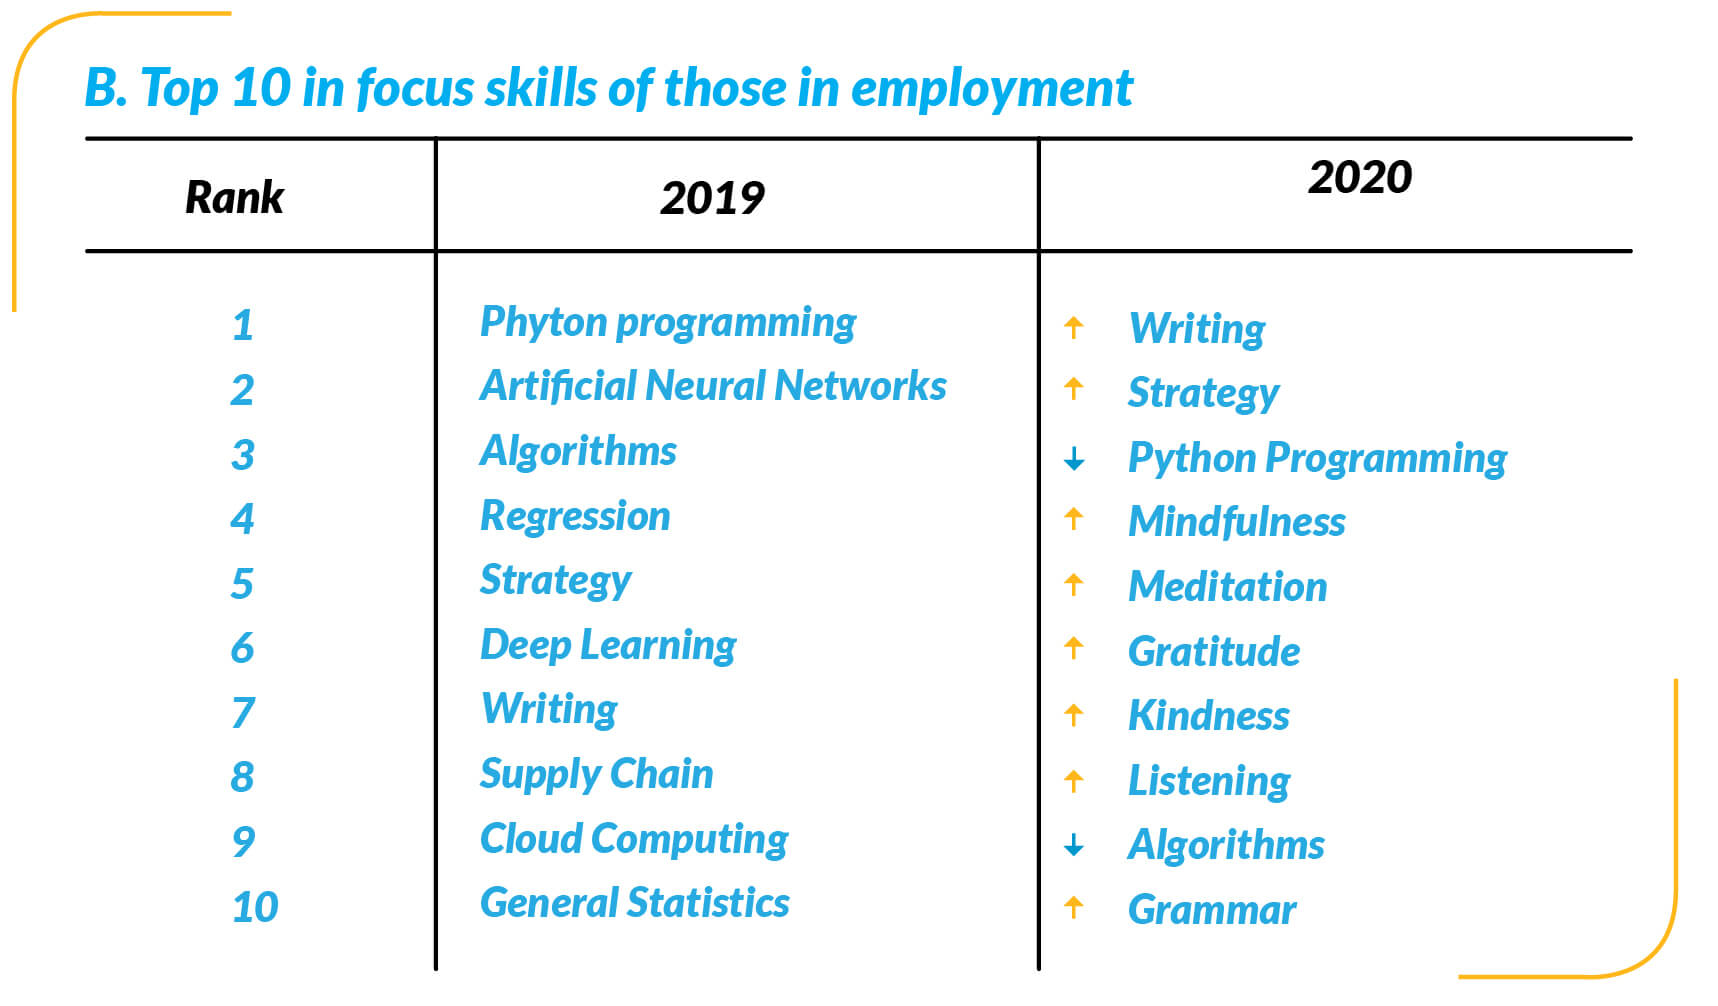 B. Top 10 in focus skills of those in employment
Rank 2019 2020
1 Phyton programming ↑ Writing
2 Artificial Neural Networks ↑ Strategy
3 Algorithms ↓ Python Programming
4 Regression ↑ Mindfulness
5 Strategy ↑ Meditation
6 Deep Learning ↑ Gratitude
7 Writing ↑ Kindness
8 Supply Chain ↑ Listening
9 Cloud Computing ↓ Algorithms
10 General Statistics ↑ Grammar